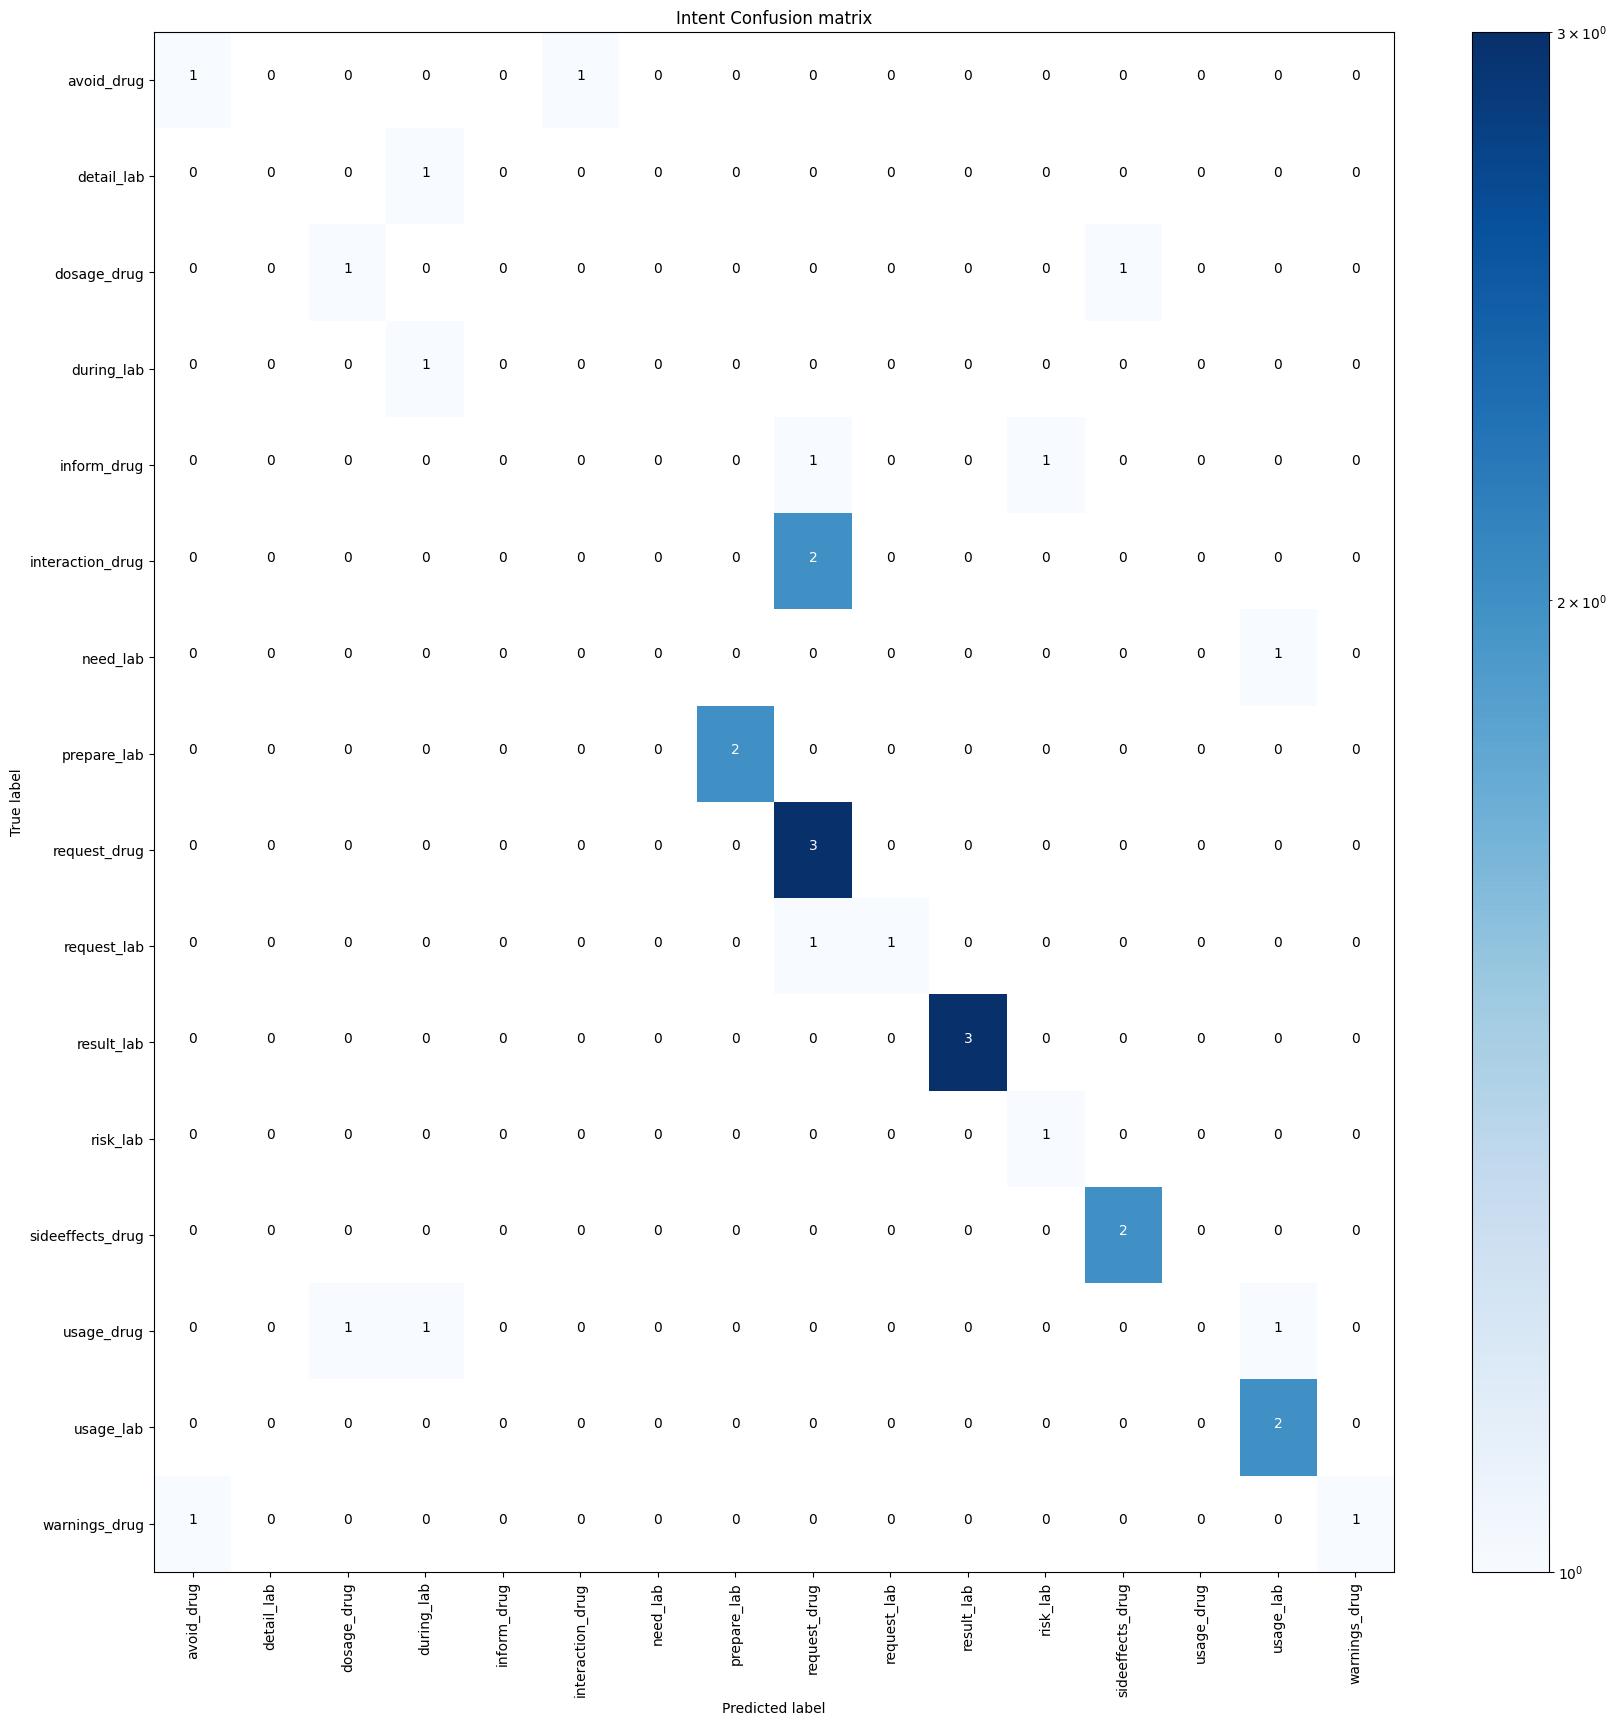 Intent Confusion matrix
avoid_drug 1 0 0 0 0 1 0 0 0 0 0 0 0 0 0 0
detail_lab 0 0 0 1 0 0 0 0 0 0 0 0 0 0 0 0
dosage_drug 0 0 1 0 0 0 0 0 0 0 0 0 1 0 0 0
during_lab 0 0 0 1 0 0 0 0 0 0 0 0 0 0 0 0
inform_drug 0 0 0 0 0 0 0 0 1 0 0 1 0 0 0 0
interaction_drug 0 0 0 0 0 0 0 0 2 0 0 0 0 0 0 0
need_lab 0 0 0 0 0 0 0 0 0 0 0 0 0 0 1 0
prepare_lab 0 0 0 0 0 0 0 2 0 0 0 0 0 0 0 0
request_drug 0 0 0 0 0 0 0 0 3 0 0 0 0 0 0 0
request_lab 0 0 0 0 0 0 0 0 1 1 0 0 0 0 0 0
result_lab 0 0 0 0 0 0 0 0 0 0 3 0 0 0 0 0
risk_lab 0 0 0 0 0 0 0 0 0 0 0 1 0 0 0 0
sideeffects_drug 0 0 0 0 0 0 0 0 0 0 0 0 2 0 0 0
usage_drug 0 0 1 1 0 0 0 0 0 0 0 0 0 0 1 0
usage_lab 0 0 0 0 0 0 0 0 0 0 0 0 0 0 2 0
warnings_drug 1 0 0 0 0 0 0 0 0 0 0 0 0 0 0 1
True label
avoid_drug
detail_lab
dosage_drug
during_lab
inform_drug
interaction_drug
need_lab
prepare_lab
request_drug
request_lab
result_lab
risk_lab
sideeffects_drug
usage_drug
usage_lab
warnings_drug
Predicted label
3 × 10⁰
2 × 10⁰
10⁰